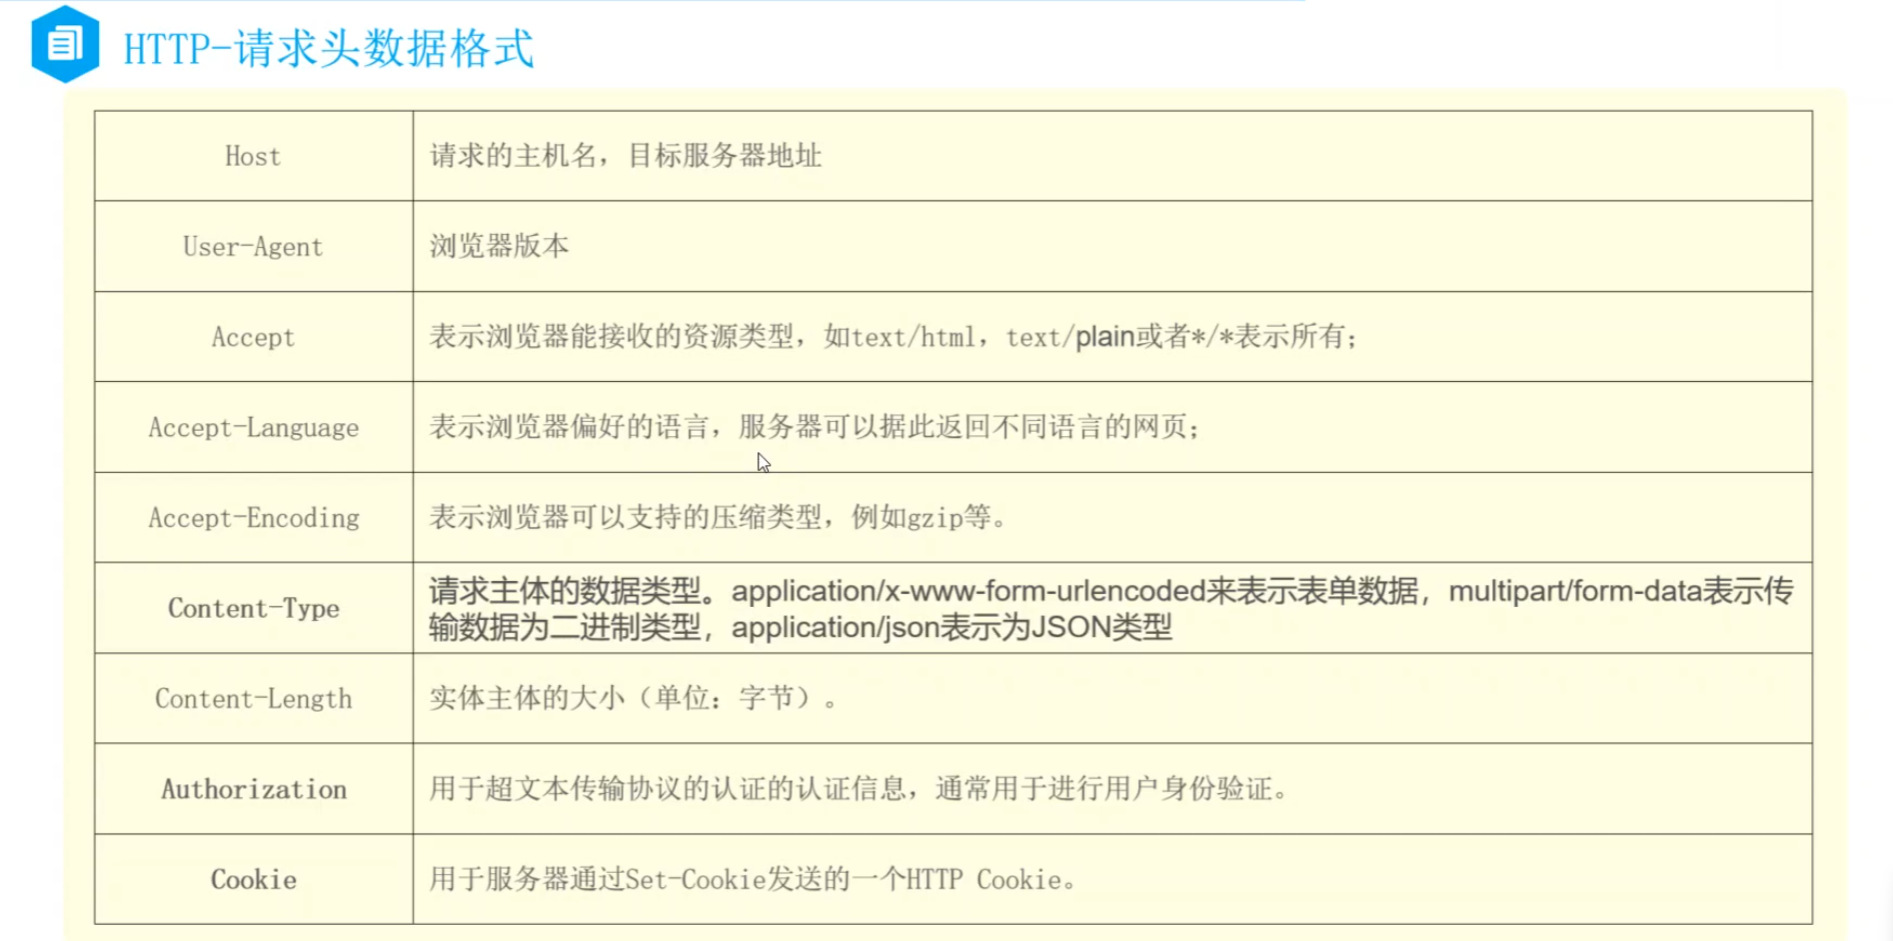 HTTP-请求头数据格式
Host
请求的主机名，目标服务器地址
User-Agent
浏览器版本
Accept
表示浏览器能接收的资源类型，如text/html，text/plain或者*/*表示所有；
Accept-Language
表示浏览器偏好的语言，服务器可以据此返回不同语言的网页；
Accept-Encoding
表示浏览器可以支持的压缩类型，例如gzip等。
Content-Type
请求主体的数据类型。application/x-www-form-urlencoded来表示表单数据，multipart/form-data表示传
输数据为二进制类型，application/json表示为JSON类型
Content-Length
实体主体的大小（单位：字节）。
Authorization
用于超文本传输协议的认证的认证信息，通常用于进行用户身份验证。
Cookie
用于服务器通过Set-Cookie发送的一个HTTP Cookie。